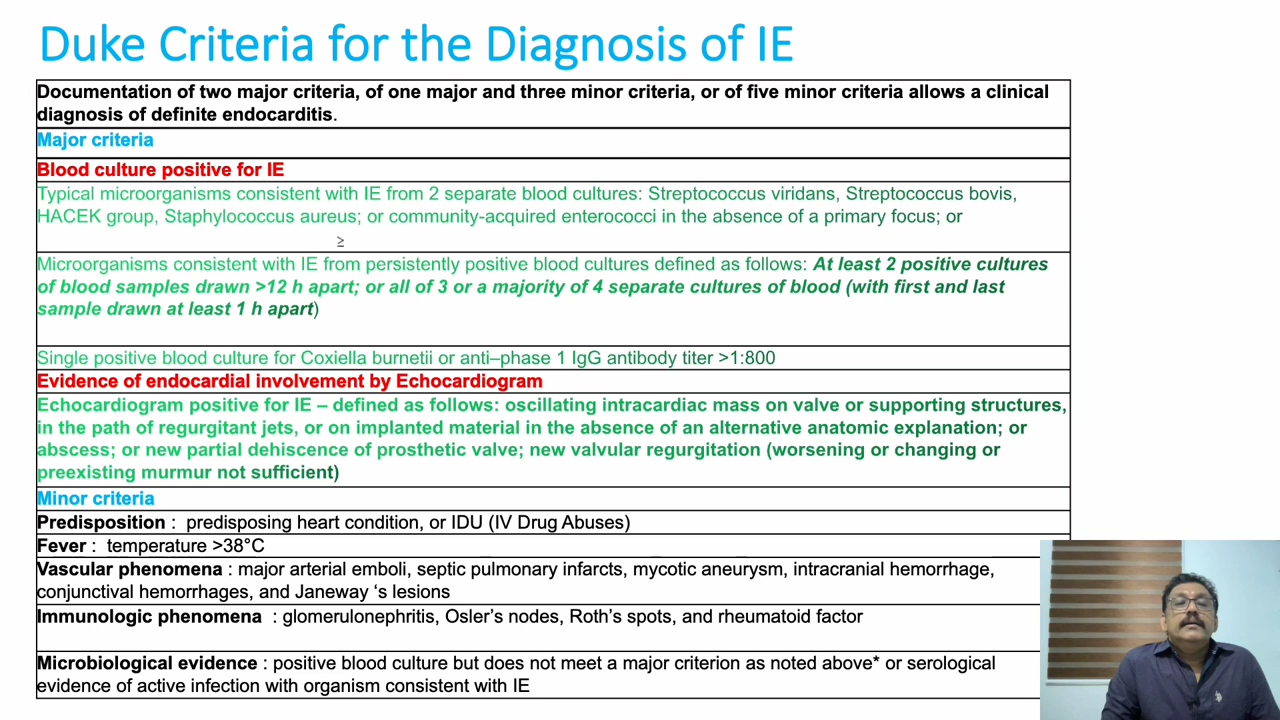 Duke Criteria for the Diagnosis of IE
Documentation of two major criteria, of one major and three minor criteria, or of five minor criteria allows a clinical
diagnosis of definite endocarditis.
Major criteria
Blood culture positive for IE
Typical microorganisms consistent with IE from 2 separate blood cultures: Streptococcus viridans, Streptococcus bovis,
HACEK group, Staphylococcus aureus; or community-acquired enterococci in the absence of a primary focus; or
≥
Microorganisms consistent with IE from persistently positive blood cultures defined as follows: At least 2 positive cultures
of blood samples drawn >12 h apart; or all of 3 or a majority of 4 separate cultures of blood (with first and last
sample drawn at least 1 h apart)
Single positive blood culture for Coxiella burnetii or anti–phase 1 IgG antibody titer >1:800
Evidence of endocardial involvement by Echocardiogram
Echocardiogram positive for IE – defined as follows: oscillating intracardiac mass on valve or supporting structures,
in the path of regurgitant jets, or on implanted material in the absence of an alternative anatomic explanation; or
abscess; or new partial dehiscence of prosthetic valve; new valvular regurgitation (worsening or changing or
preexisting murmur not sufficient)
Minor criteria
Predisposition : predisposing heart condition, or IDU (IV Drug Abuses)
Fever : temperature >38°C
Vascular phenomena : major arterial emboli, septic pulmonary infarcts, mycotic aneurysm, intracranial hemorrhage,
conjunctival hemorrhages, and Janeway ‘s lesions
Immunologic phenomena : glomerulonephritis, Osler’s nodes, Roth’s spots, and rheumatoid factor
Microbiological evidence : positive blood culture but does not meet a major criterion as noted above* or serological
evidence of active infection with organism consistent with IE